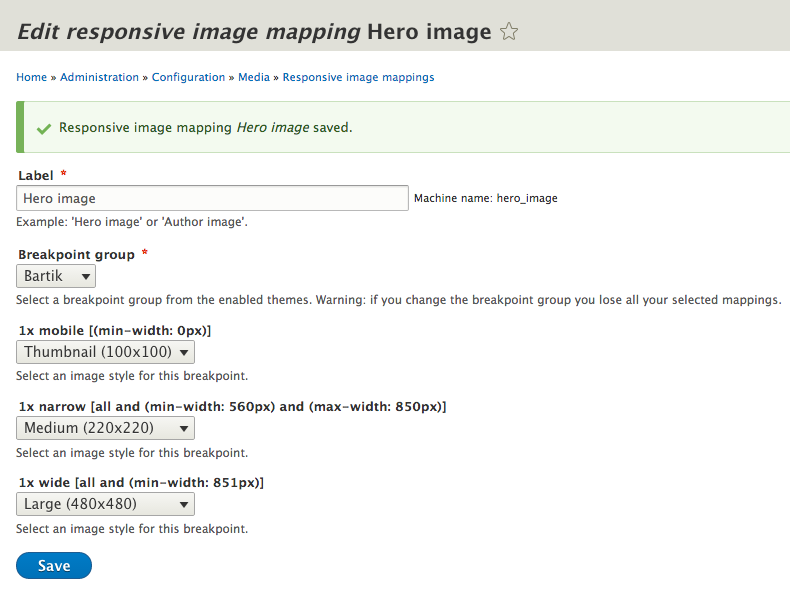 Edit responsive image mapping Hero image
Home » Administration » Configuration » Media » Responsive image mappings
Responsive image mapping Hero image saved.
Label *
Hero image Machine name: hero_image
Example: 'Hero image' or 'Author image'.
Breakpoint group *
Bartik
Select a breakpoint group from the enabled themes. Warning: if you change the breakpoint group you lose all your selected mappings.
1x mobile [(min-width: 0px)]
Thumbnail (100x100)
Select an image style for this breakpoint.
1x narrow [all and (min-width: 560px) and (max-width: 850px)]
Medium (220x220)
Select an image style for this breakpoint.
1x wide [all and (min-width: 851px)]
Large (480x480)
Select an image style for this breakpoint.
Save